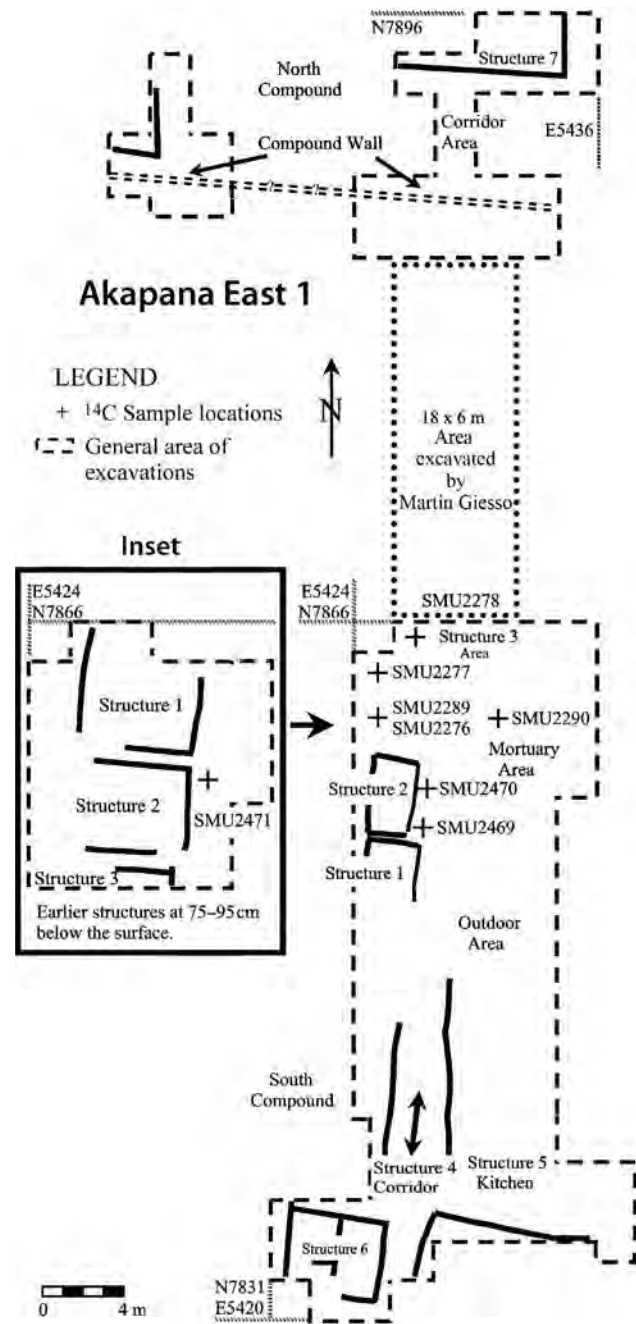 N7896
North
Compound
Structure 7
Corridor
Area
E5436
Compound Wall
Akapana East 1
LEGEND
+ ¹⁴C Sample locations
General area of
excavations
N
18 x 6 m
Area
excavated
by
Martin Giesso
Inset
E5424
N7866
Structure 1
Structure 2
SMU2471
Structure 3
Earlier structures at 75–95 cm
below the surface.
E5424
N7866
SMU2278
Structure 3
Area
SMU2277
SMU2289
SMU2276
SMU2290
Mortuary
Area
Structure 2
SMU2470
SMU2469
Structure 1
Outdoor
Area
South
Compound
Structure 4
Corridor
Structure 5
Kitchen
Structure 6
N7831
E5420
0 4 m